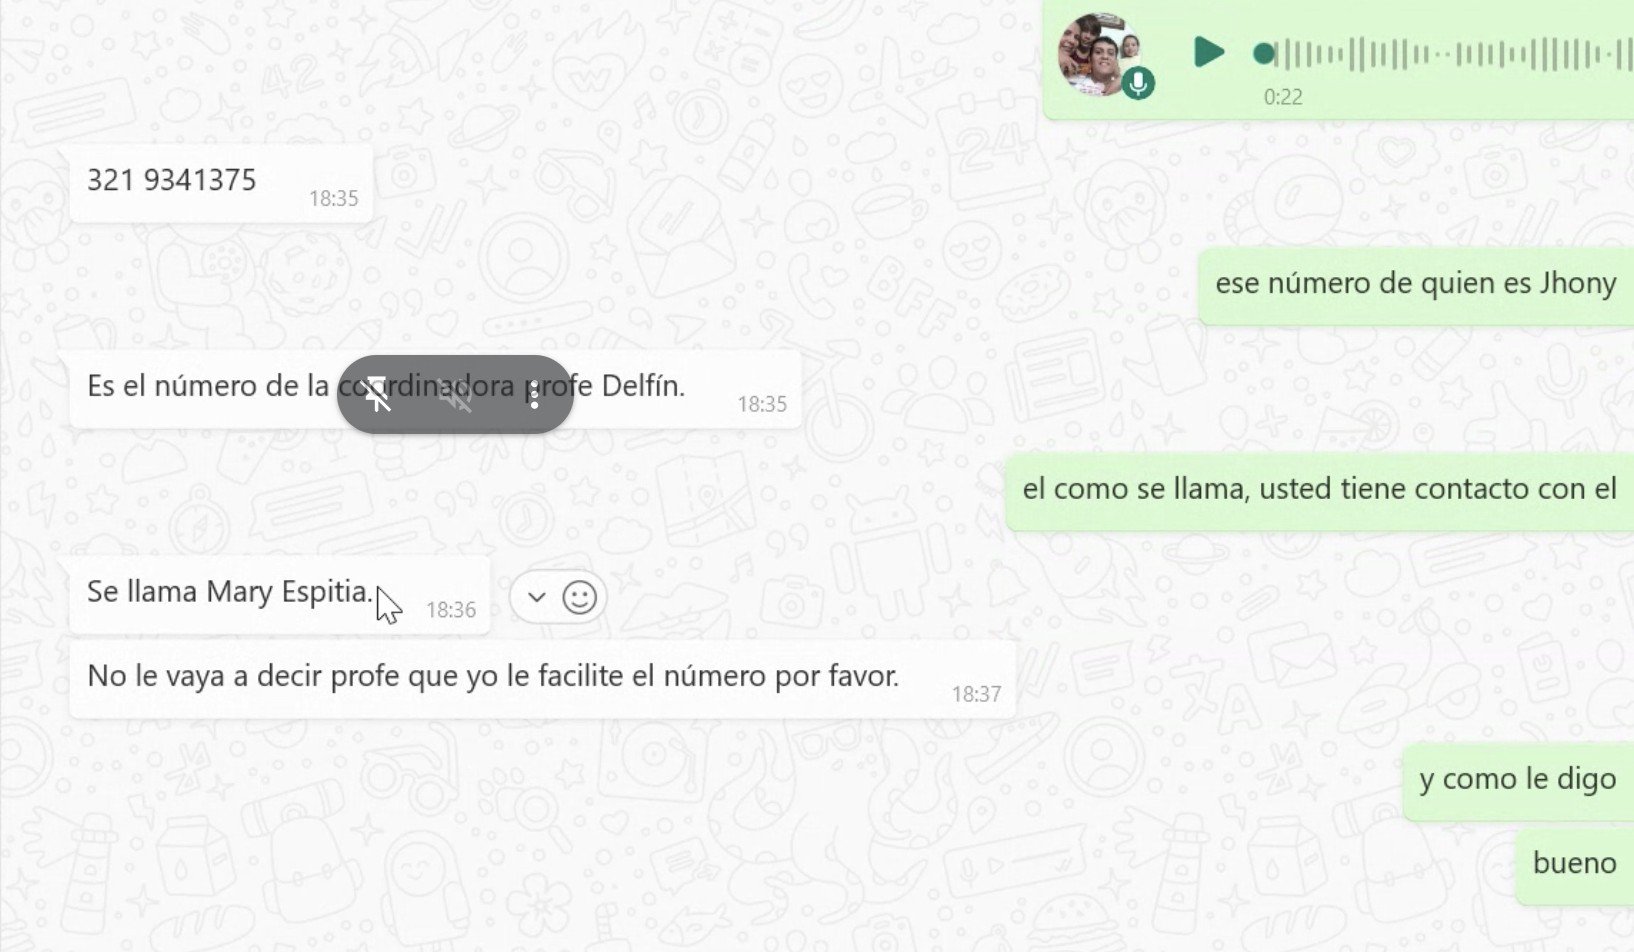 0:22
321 9341375
18:35
ese número de quien es Jhony
Es el número de la coordinadora profe Delfín.
18:35
el como se llama, usted tiene contacto con el
Se llama Mary Espitia.
18:36
No le vaya a decir profe que yo le facilite el número por favor.
18:37
y como le digo
bueno